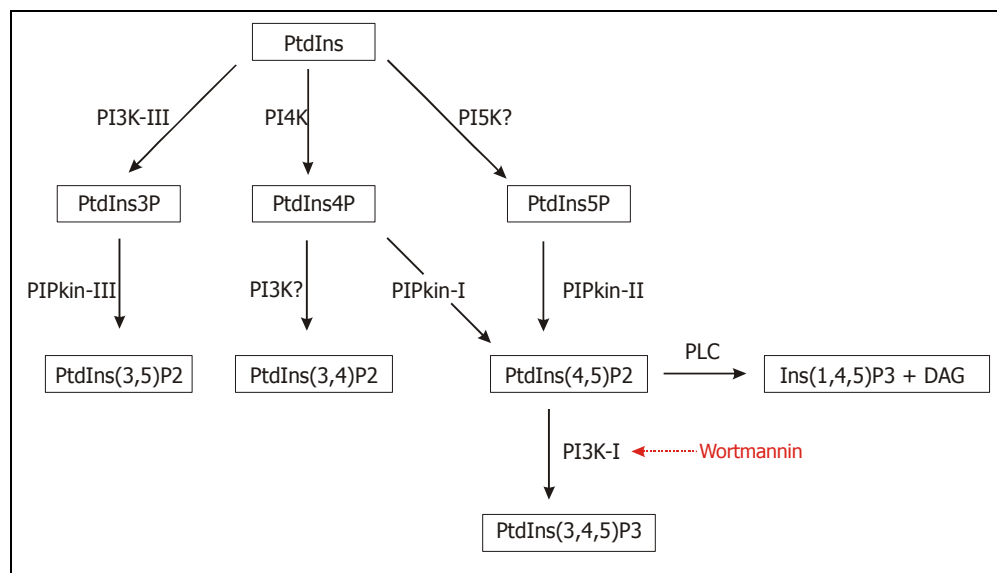 PtdIns
PI3K-III
PI4K
PI5K?
PtdIns3P
PtdIns4P
PtdIns5P
PIPkin-III
PI3K?
PIPkin-I
PIPkin-II
PLC
PtdIns(3,5)P2
PtdIns(3,4)P2
PtdIns(4,5)P2
Ins(1,4,5)P3 + DAG
PI3K-I
Wortmannin
PtdIns(3,4,5)P3